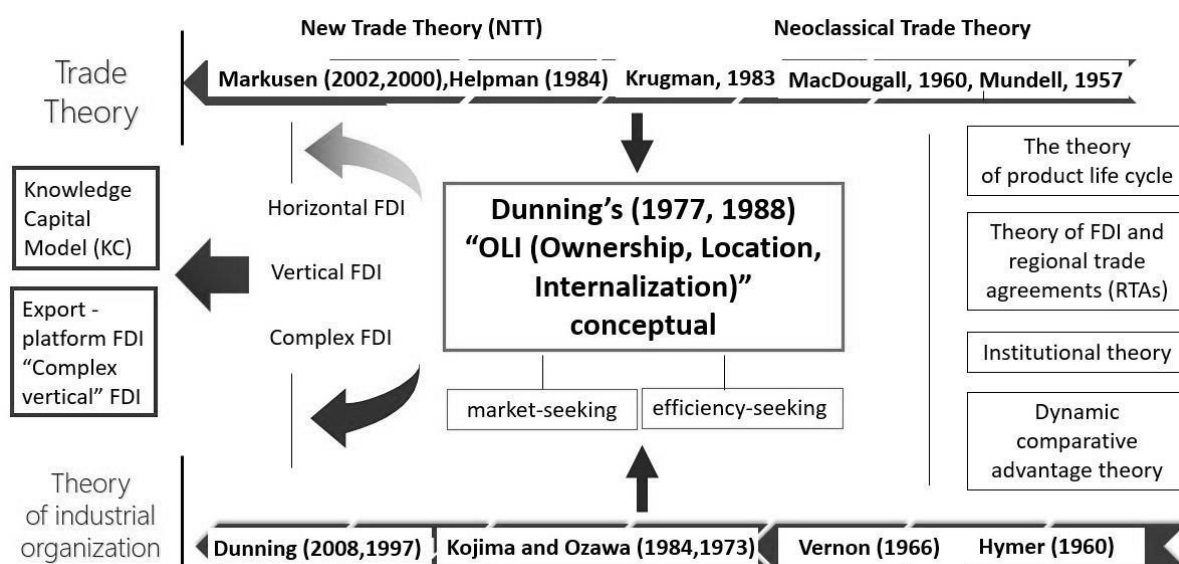 New Trade Theory (NTT)
Neoclassical Trade Theory
Trade
Theory
Markusen (2002,2000),Helpman (1984)
Krugman, 1983
MacDougall, 1960, Mundell, 1957
Knowledge
Capital
Model (KC)
Export -
platform FDI
“Complex
vertical” FDI
Horizontal FDI
Vertical FDI
Complex FDI
Dunning’s (1977, 1988)
“OLI (Ownership, Location,
Internalization)”
conceptual
market-seeking
efficiency-seeking
The theory
of product life cycle
Theory of FDI and
regional trade
agreements (RTAs)
Institutional theory
Dynamic
comparative
advantage theory
Theory
of industrial
organization
Dunning (2008,1997)
Kojima and Ozawa (1984,1973)
Vernon (1966)
Hymer (1960)